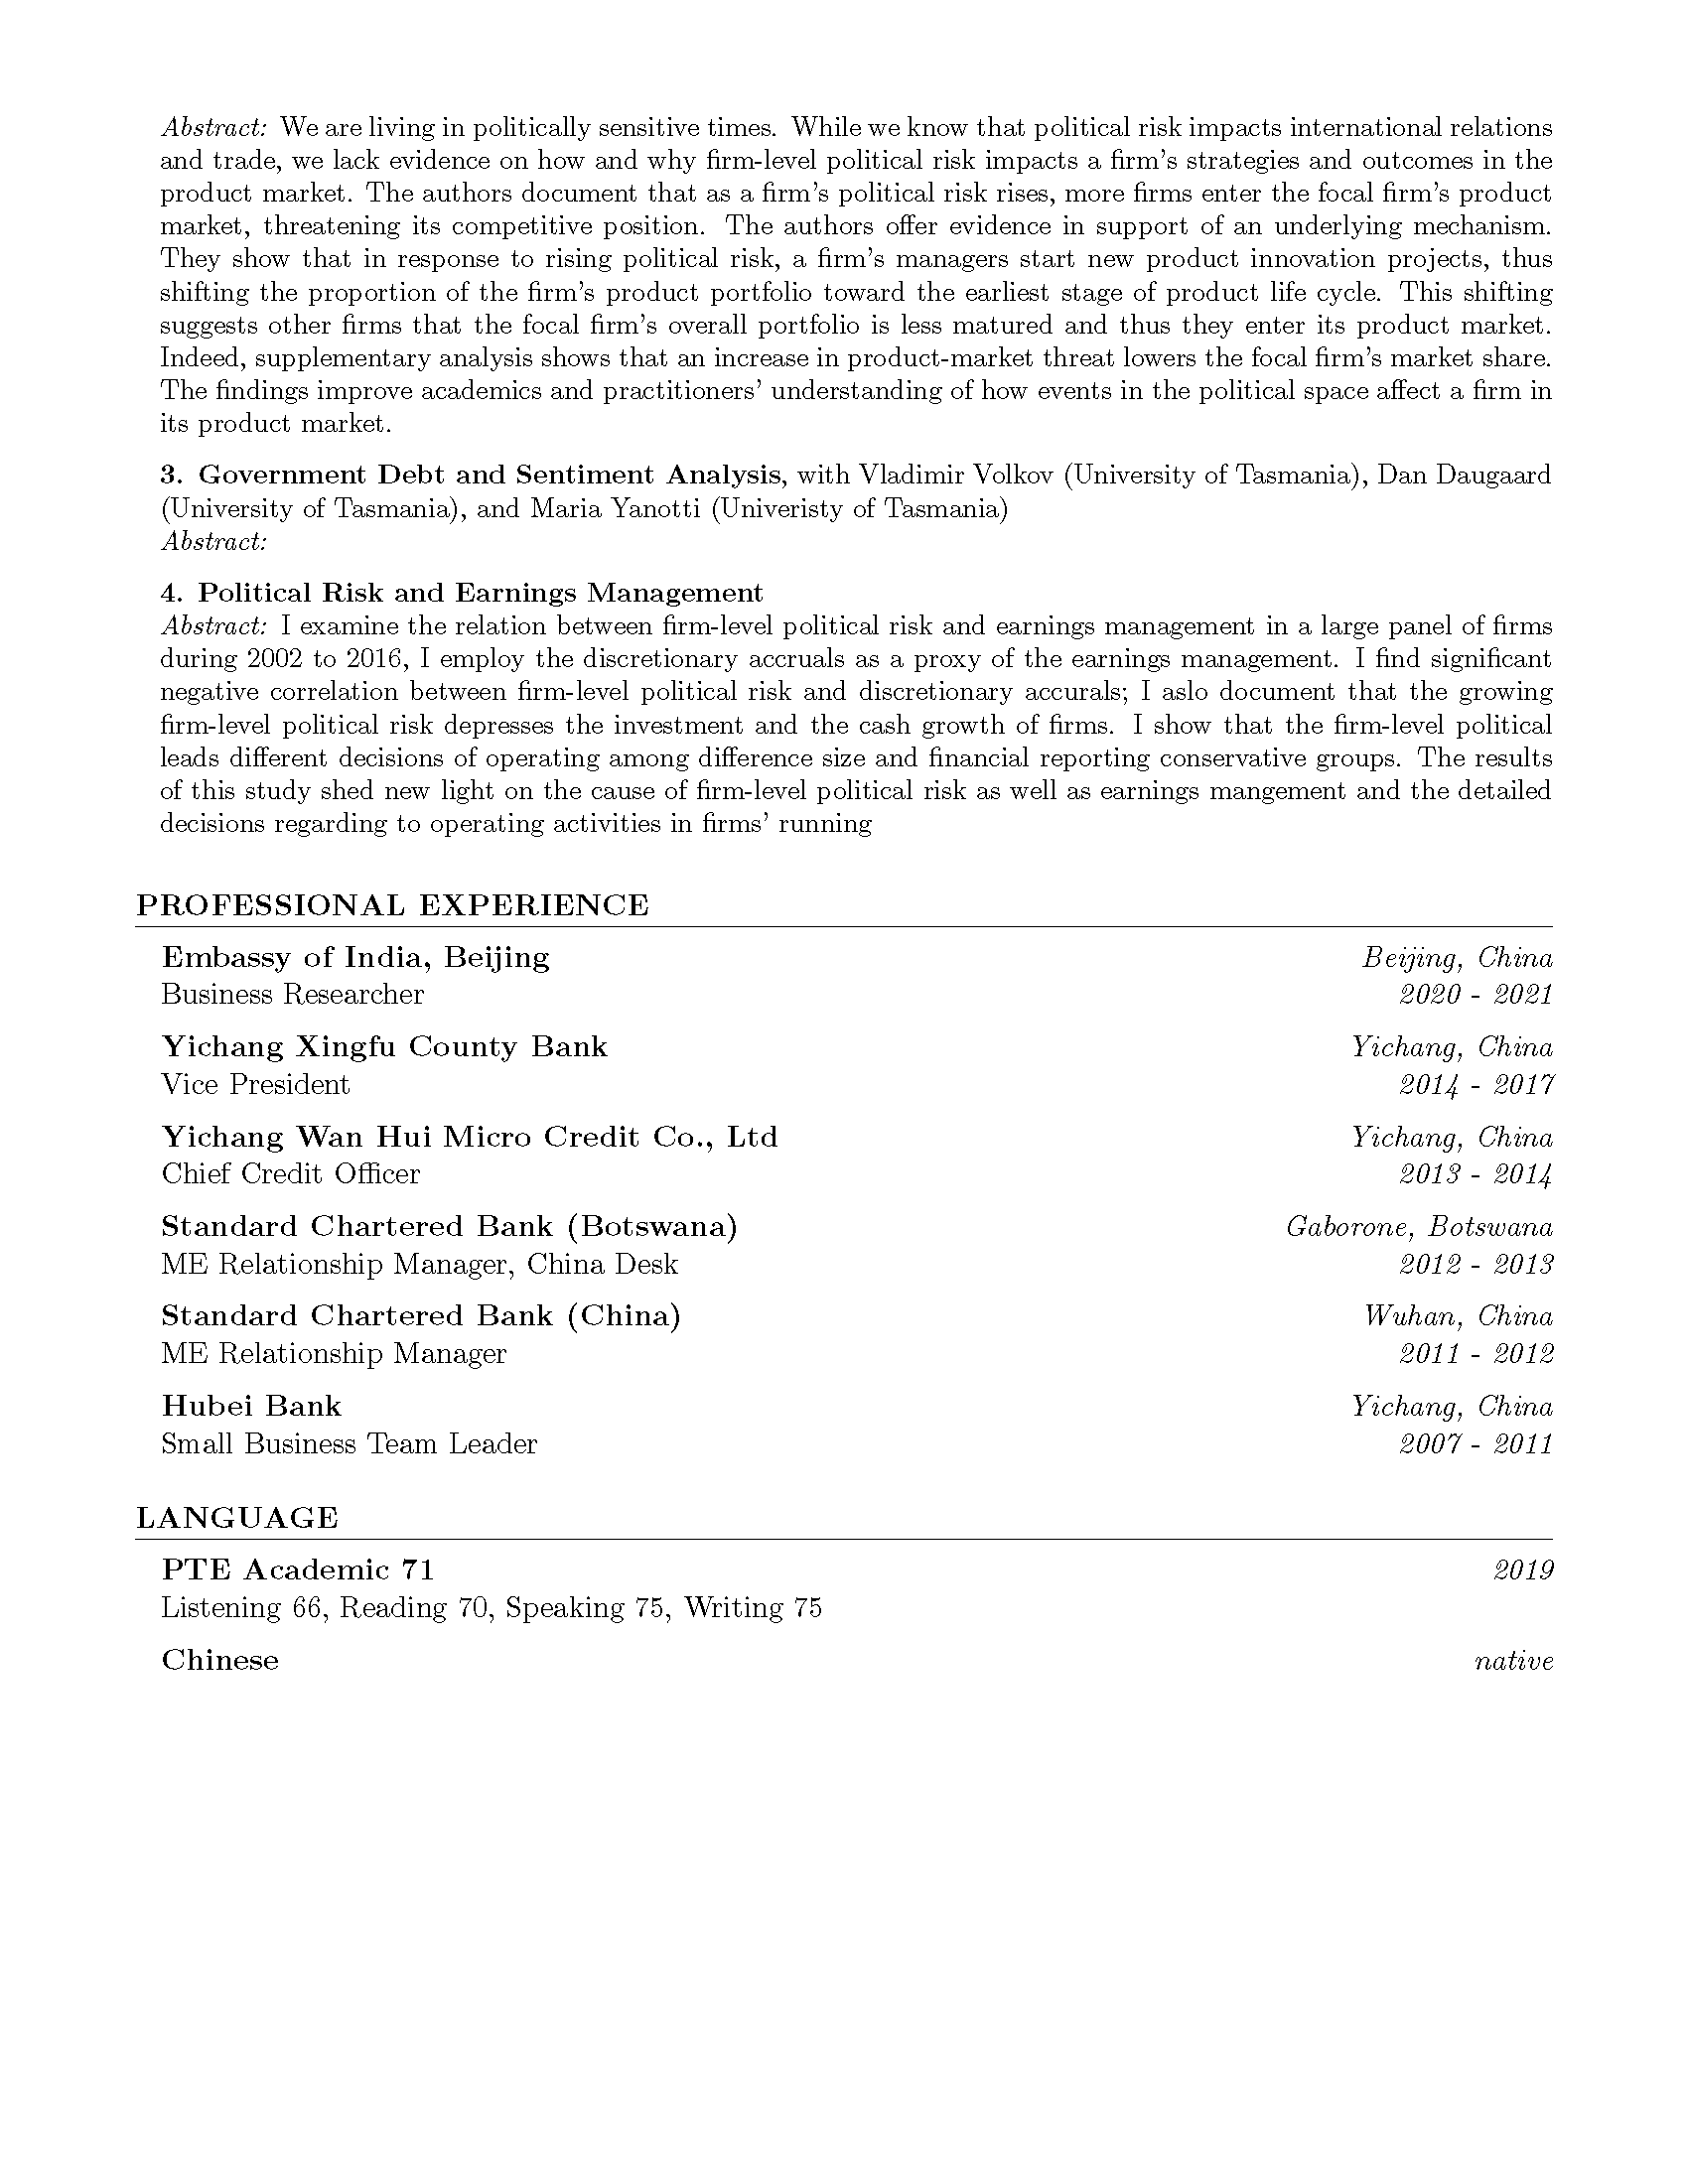 Abstract: We are living in politically sensitive times. While we know that political risk impacts international relations
and trade, we lack evidence on how and why firm-level political risk impacts a firm's strategies and outcomes in the
product market. The authors document that as a firm's political risk rises, more firms enter the focal firm's product
market, threatening its competitive position. The authors offer evidence in support of an underlying mechanism.
They show that in response to rising political risk, a firm's managers start new product innovation projects, thus
shifting the proportion of the firm's product portfolio toward the earliest stage of product life cycle. This shifting
suggests other firms that the focal firm's overall portfolio is less matured and thus they enter its product market.
Indeed, supplementary analysis shows that an increase in product-market threat lowers the focal firm's market share.
The findings improve academics and practitioners' understanding of how events in the political space affect a firm in
its product market.
3. Government Debt and Sentiment Analysis, with Vladimir Volkov (University of Tasmania), Dan Daugaard
(University of Tasmania), and Maria Yanotti (Univeristy of Tasmania)
Abstract:
4. Political Risk and Earnings Management
Abstract: I examine the relation between firm-level political risk and earnings management in a large panel of firms
during 2002 to 2016, I employ the discretionary accruals as a proxy of the earnings management. I find significant
negative correlation between firm-level political risk and discretionary accurals; I aslo document that the growing
firm-level political risk depresses the investment and the cash growth of firms. I show that the firm-level political
leads different decisions of operating among difference size and financial reporting conservative groups. The results
of this study shed new light on the cause of firm-level political risk as well as earnings mangement and the detailed
decisions regarding to operating activities in firms' running
PROFESSIONAL EXPERIENCE
Embassy of India, Beijing Beijing, China
Business Researcher 2020 - 2021
Yichang Xingfu County Bank Yichang, China
Vice President 2014 - 2017
Yichang Wan Hui Micro Credit Co., Ltd Yichang, China
Chief Credit Officer 2013 - 2014
Standard Chartered Bank (Botswana) Gaborone, Botswana
ME Relationship Manager, China Desk 2012 - 2013
Standard Chartered Bank (China) Wuhan, China
ME Relationship Manager 2011 - 2012
Hubei Bank Yichang, China
Small Business Team Leader 2007 - 2011
LANGUAGE
PTE Academic 71 2019
Listening 66, Reading 70, Speaking 75, Writing 75
Chinese native